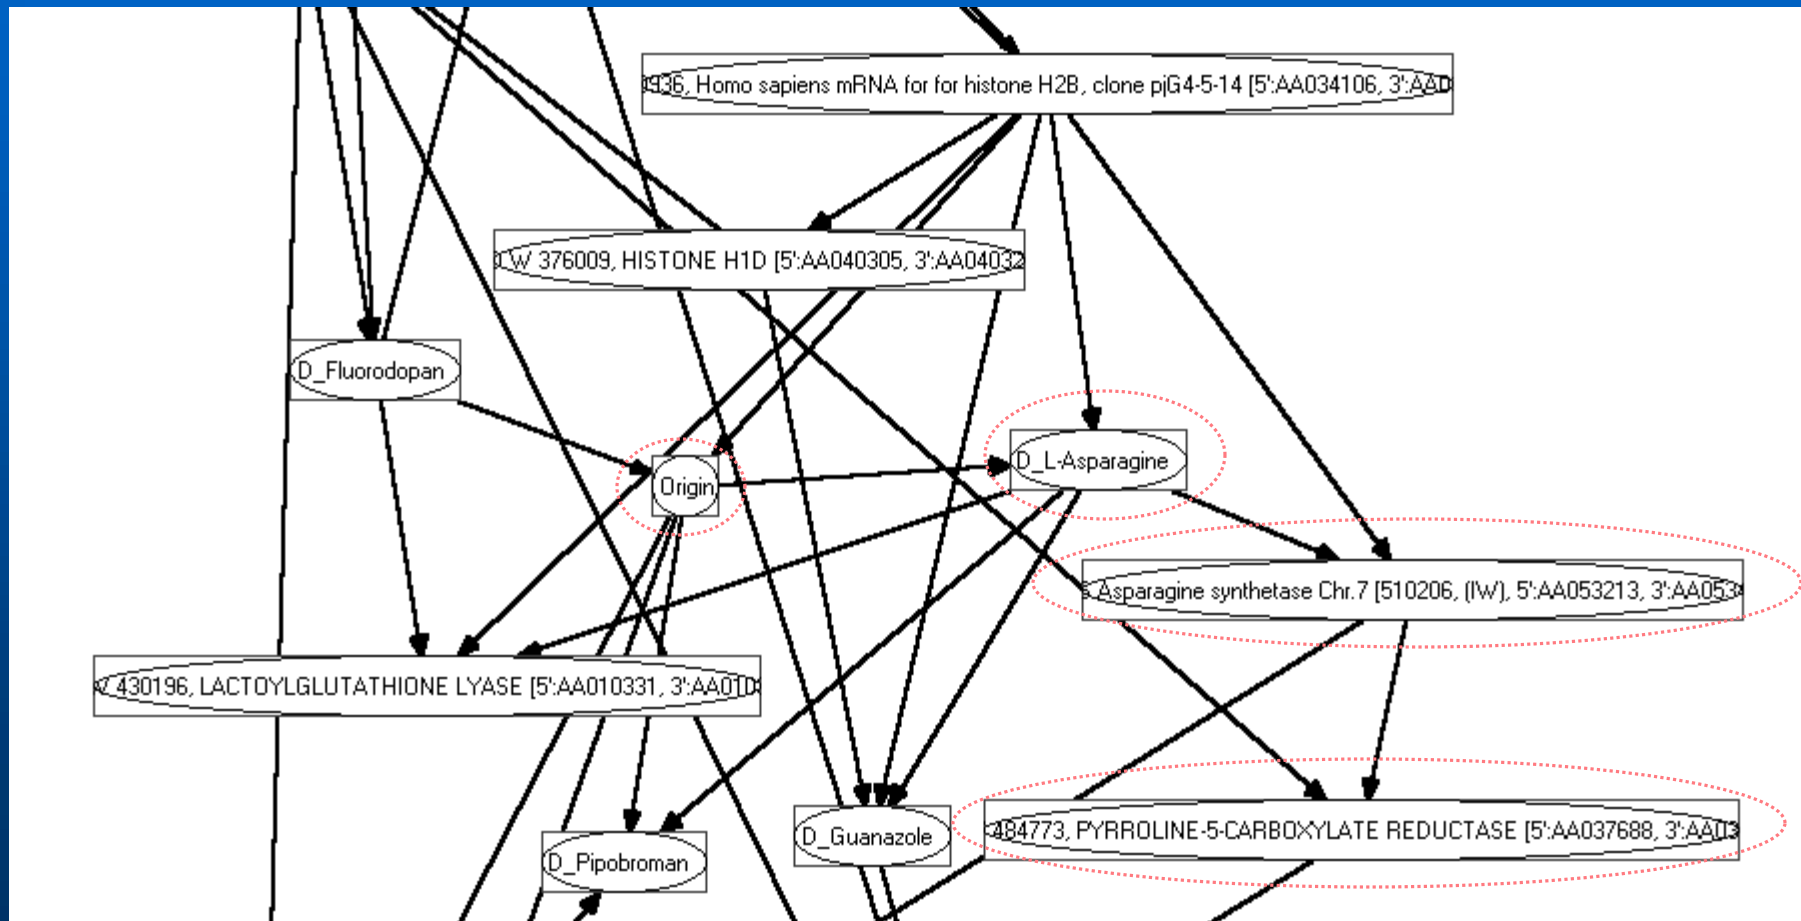 936, Homo sapiens mRNA for for histone H2B, clone pjG4-5-14 [5':AA034106, 3':AA0
W 376009, HISTONE H1D [5':AA040305, 3':AA04032
D_Fluorodopan
D_L-Asparagine
Origin
Asparagine synthetase Chr.7 [510206, (IW), 5':AA053213, 3':AA053
430196, LACTOYLGLUTATHIONE LYASE [5':AA010331, 3':AA010
484773, PYRROLINE-5-CARBOXYLATE REDUCTASE [5':AA037688, 3':AA03
D_Guanazole
D_Pipobroman